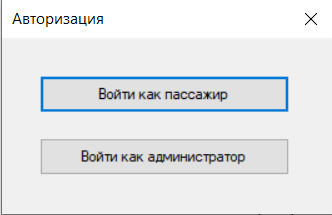 Авторизация
Войти как пассажир
Войти как администратор